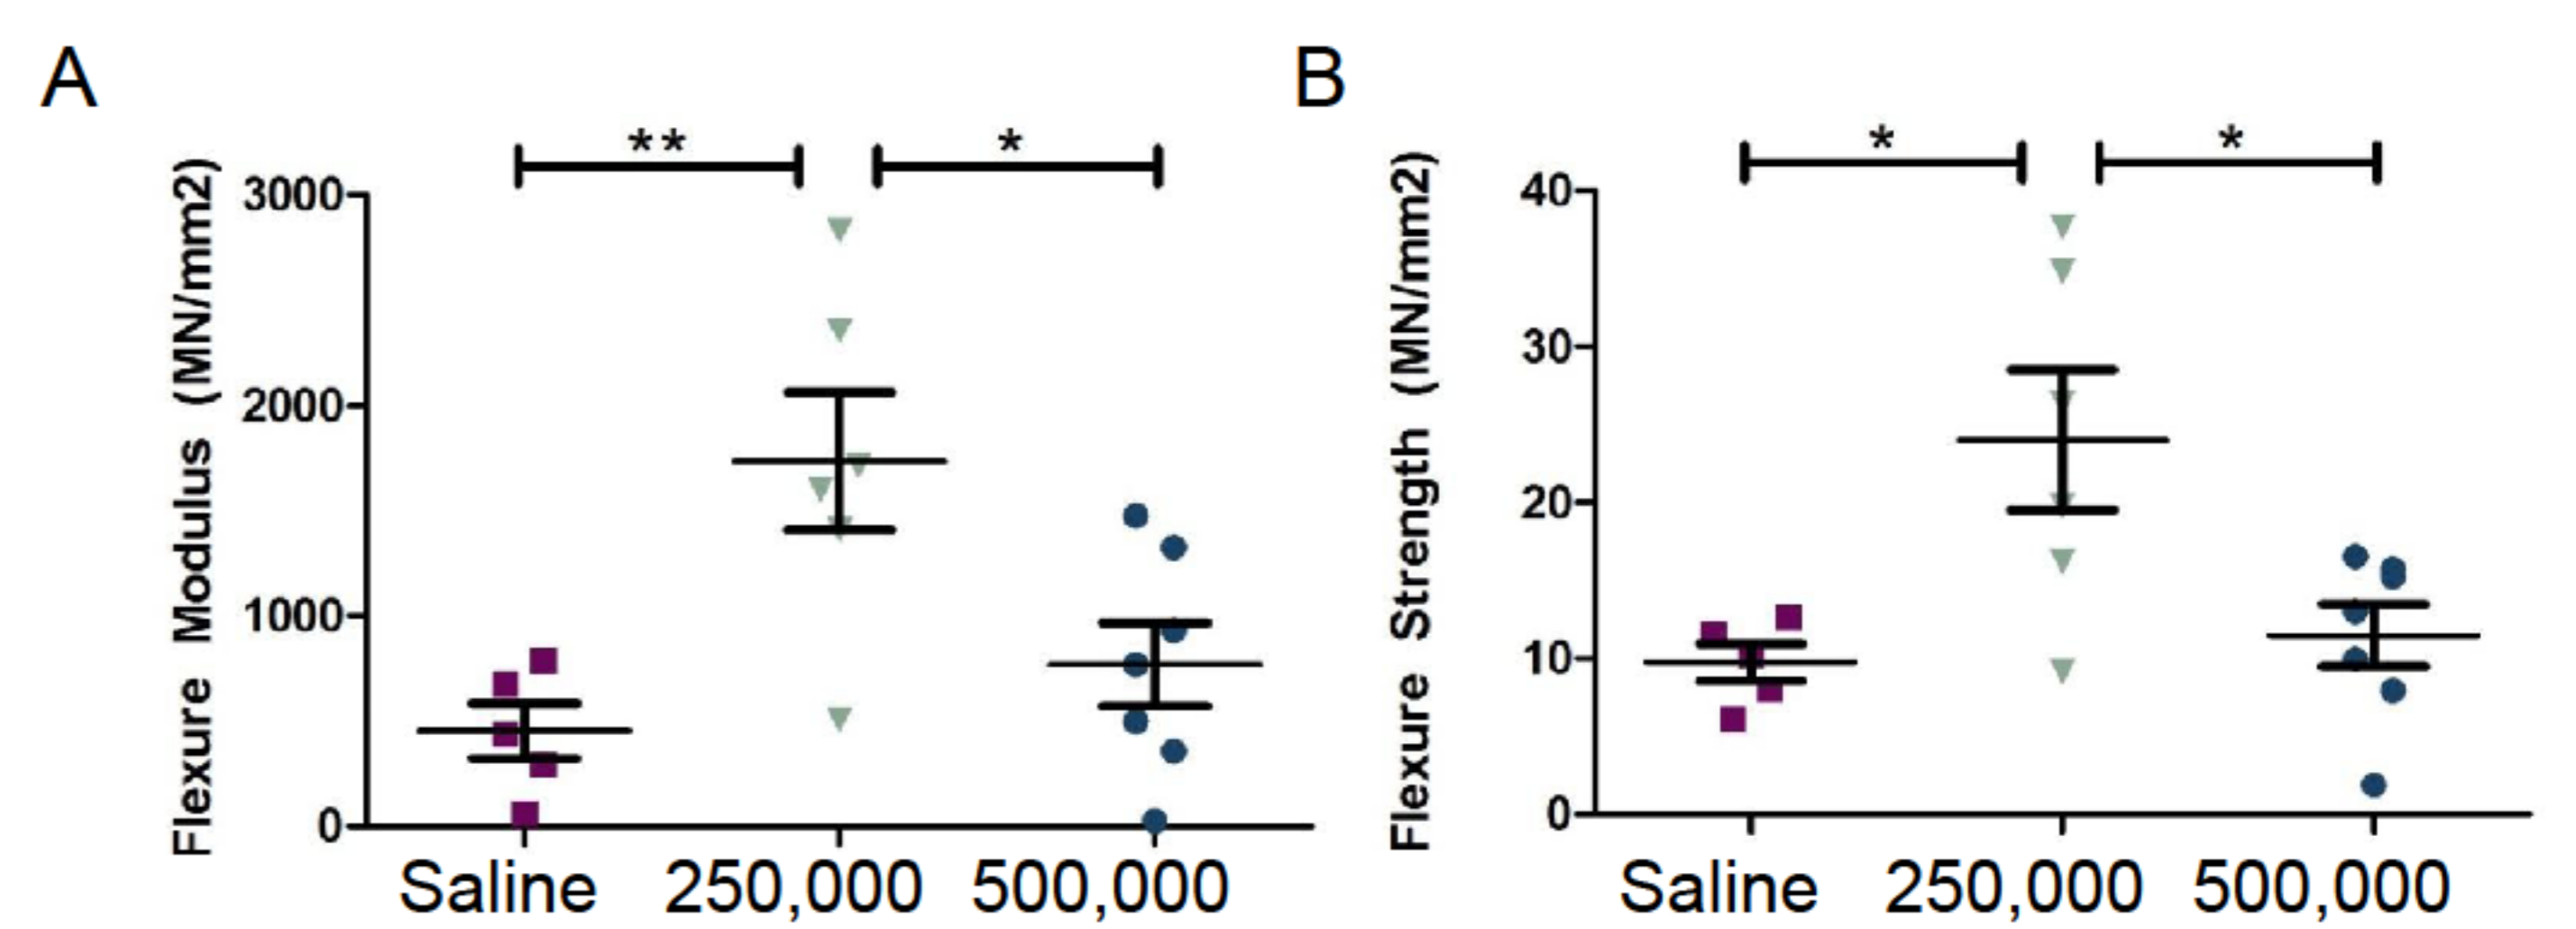 A
B
Flexure Modulus (MN/mm2)
3000
2000
1000
0
**
*
Saline
250,000
500,000
Flexure Strength (MN/mm2)
40
30
20
10
0
*
*
Saline
250,000
500,000